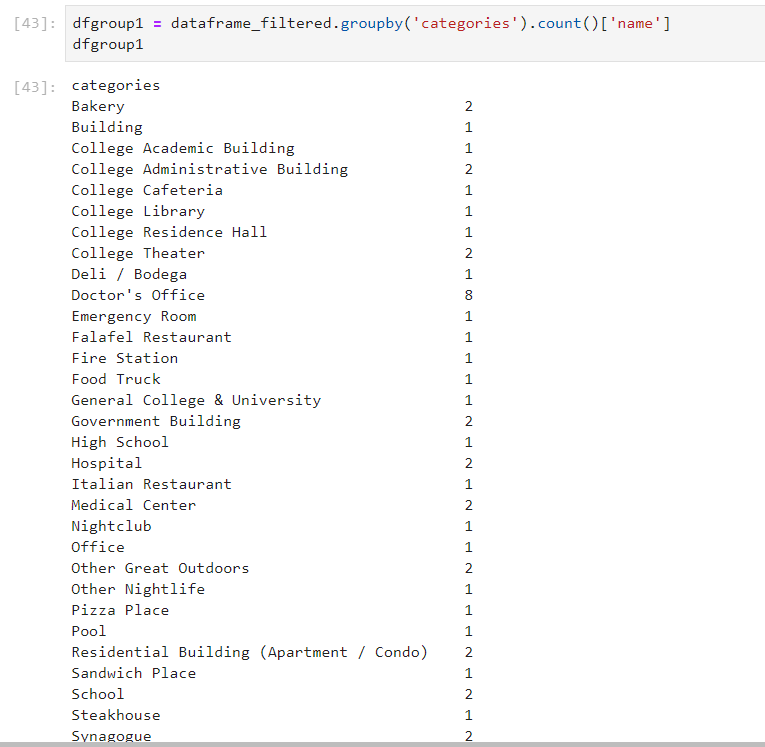 [43]: dfgroup1 = dataframe_filtered.groupby('categories').count()['name']
dfgroup1
[43]: categories
Bakery 2
Building 1
College Academic Building 1
College Administrative Building 2
College Cafeteria 1
College Library 1
College Residence Hall 1
College Theater 2
Deli / Bodega 1
Doctor's Office 8
Emergency Room 1
Falafel Restaurant 1
Fire Station 1
Food Truck 1
General College & University 1
Government Building 2
High School 1
Hospital 2
Italian Restaurant 1
Medical Center 2
Nightclub 1
Office 1
Other Great Outdoors 2
Other Nightlife 1
Pizza Place 1
Pool 1
Residential Building (Apartment / Condo) 2
Sandwich Place 1
School 2
Steakhouse 1
Synagogue 2